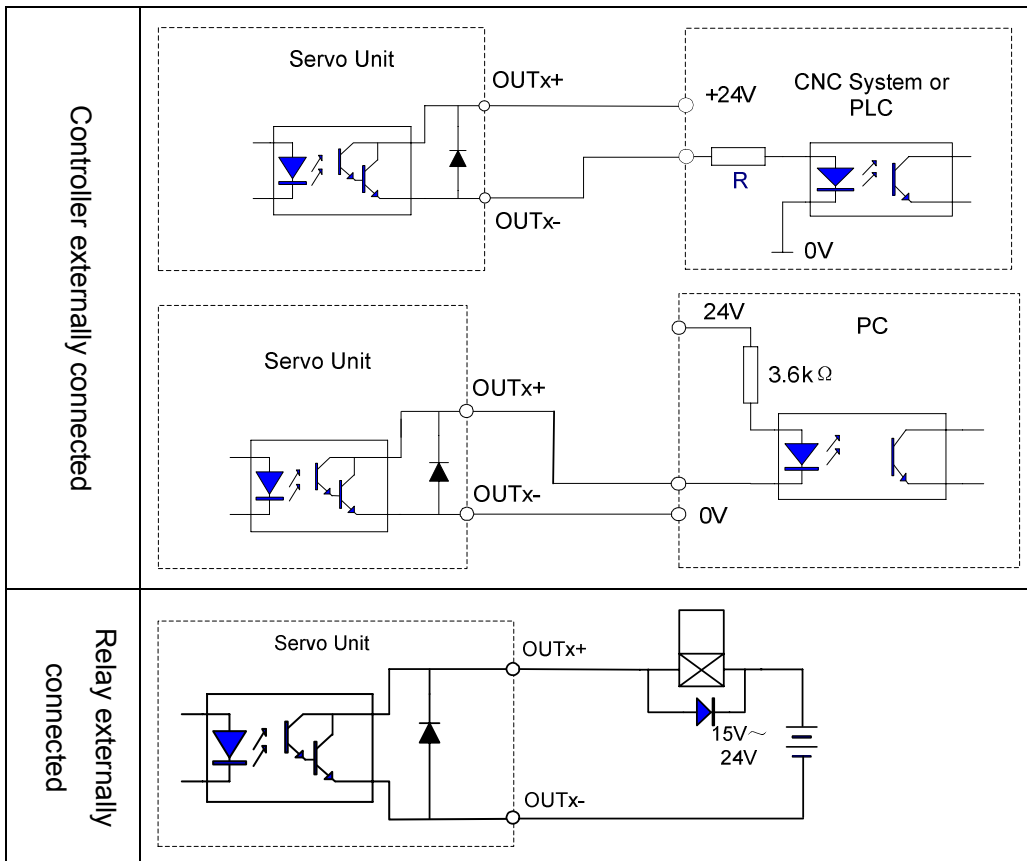 Controller externally connected
Servo Unit
OUTx+
OUTx-
+24V
CNC System or
PLC
R
0V
Servo Unit
OUTx+
OUTx-
24V
PC
3.6kΩ
0V
Relay externally
connected
Servo Unit
OUTx+
15V～
24V
OUTx-